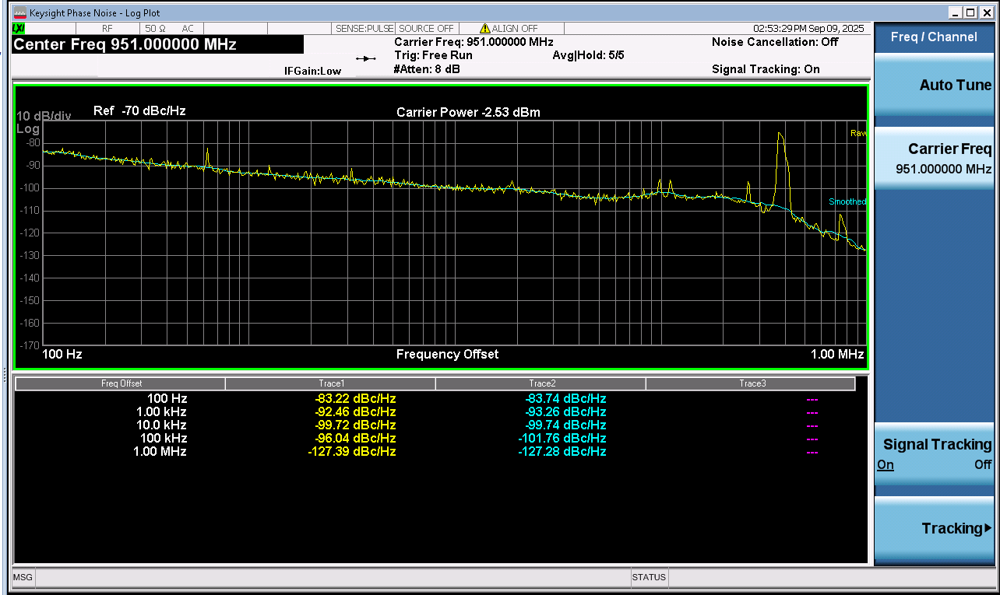 Keysight Phase Noise - Log Plot
LXI
RF
50 Ω
AC
SENSE:PULSE
SOURCE OFF
ALIGN OFF
02:53:29 PM Sep 09, 2025
Center Freq 951.000000 MHz
Carrier Freq: 951.000000 MHz
Noise Cancellation: Off
Trig: Free Run
Avg|Hold: 5/5
IFGain:Low
#Atten: 8 dB
Signal Tracking: On
10 dB/div
Ref -70 dBc/Hz
Carrier Power -2.53 dBm
Log
Raw
-80
-90
-100
Smoothed
-110
-120
-130
-140
-150
-160
-170
100 Hz
Frequency Offset
1.00 MHz
Freq Offset Trace1 Trace2 Trace3
100 Hz -83.22 dBc/Hz -83.74 dBc/Hz ---
1.00 kHz -92.46 dBc/Hz -93.26 dBc/Hz ---
10.0 kHz -99.72 dBc/Hz -99.74 dBc/Hz ---
100 kHz -96.04 dBc/Hz -101.76 dBc/Hz ---
1.00 MHz -127.39 dBc/Hz -127.28 dBc/Hz ---
MSG
STATUS
Freq / Channel
Auto Tune
Carrier Freq
951.000000 MHz
Signal Tracking
On Off
Tracking